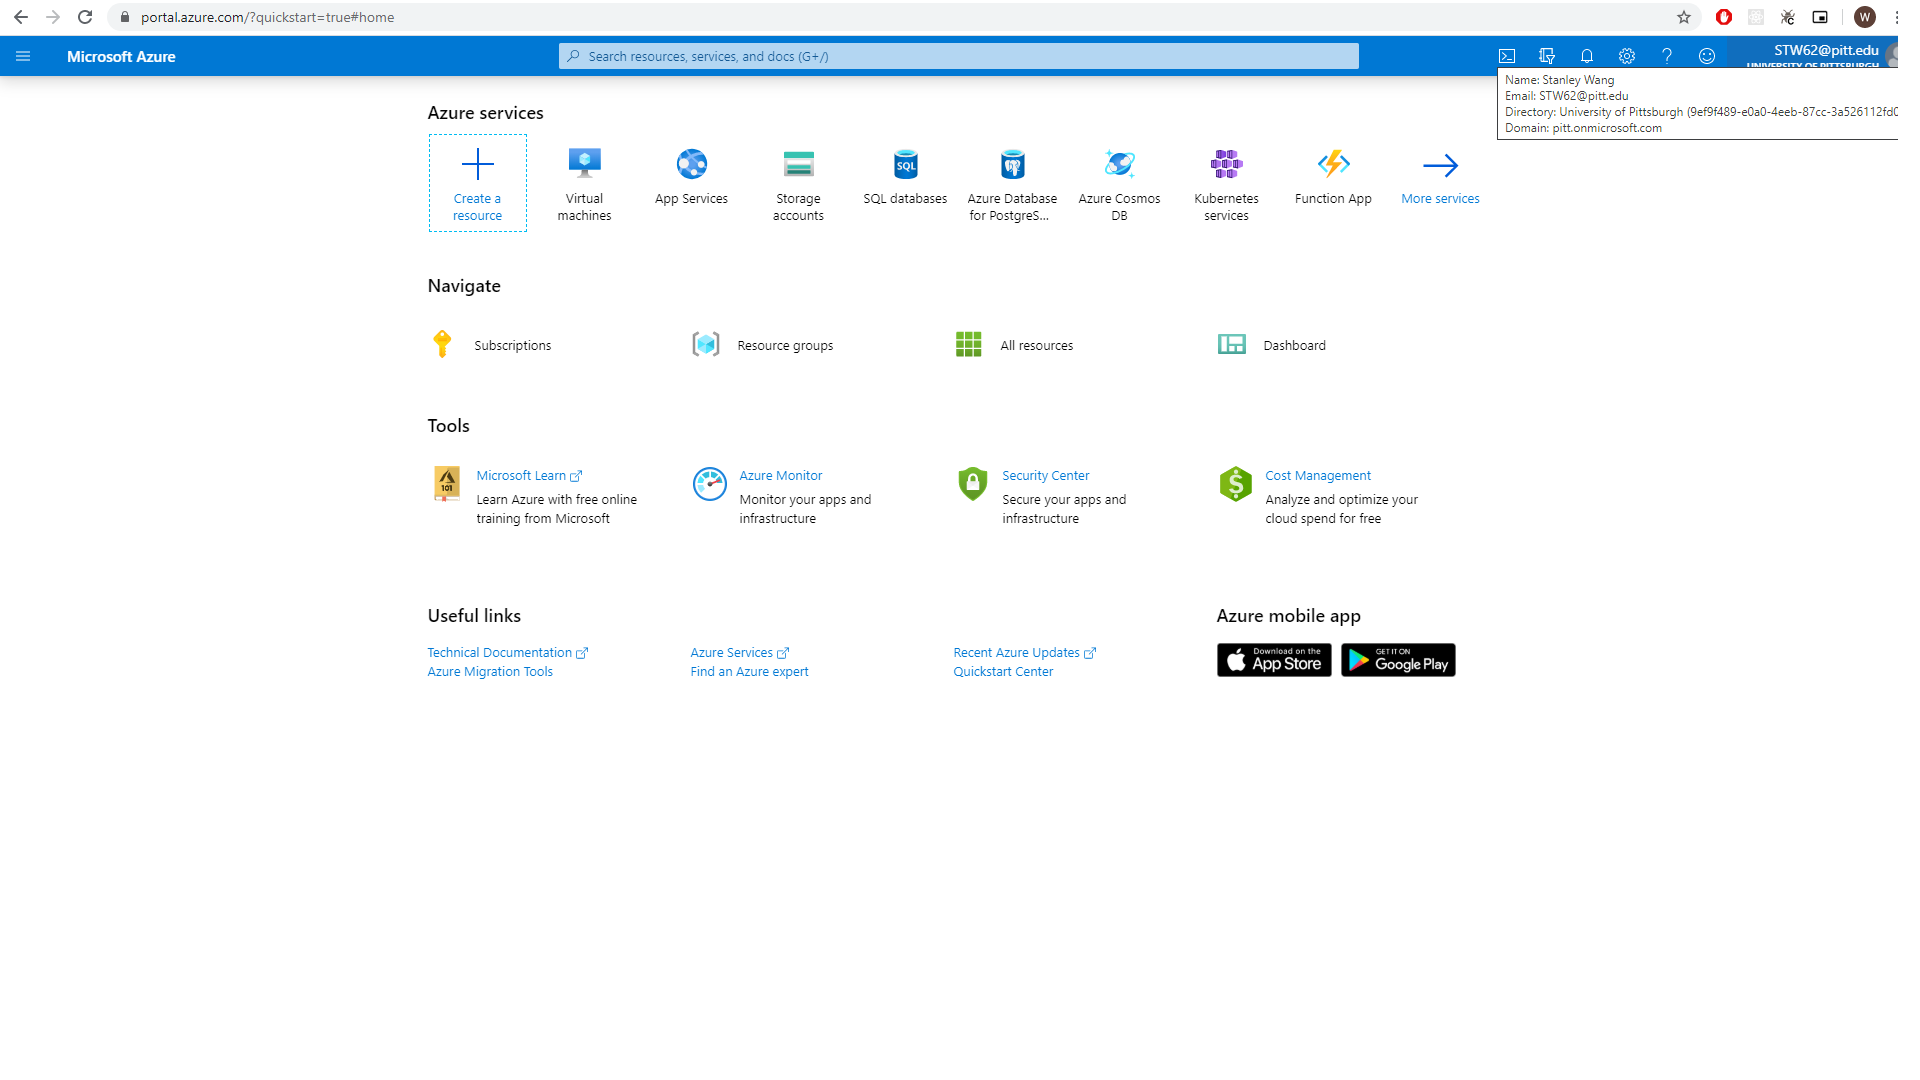 portal.azure.com/?quickstart=true#home
W
Microsoft Azure
Search resources, services, and docs (G+/)
STW62@pitt.edu
UNIVERSITY OF PITTSBURGH
Name: Stanley Wang
Email: STW62@pitt.edu
Directory: University of Pittsburgh (9ef9f489-e0a0-4eeb-87cc-3a526112fd0
Domain: pitt.onmicrosoft.com
Azure services
Create a
resource
Virtual
machines
App Services
Storage
accounts
SQL
SQL databases
Azure Database
for PostgreS...
Azure Cosmos
DB
Kubernetes
services
Function App
More services
Navigate
Subscriptions
Resource groups
All resources
Dashboard
Tools
101
Microsoft Learn
Learn Azure with free online
training from Microsoft
Azure Monitor
Monitor your apps and
infrastructure
Security Center
Secure your apps and
infrastructure
Cost Management
Analyze and optimize your
cloud spend for free
Useful links
Technical Documentation
Azure Migration Tools
Azure Services
Find an Azure expert
Recent Azure Updates
Quickstart Center
Azure mobile app
Download on the
App Store
GET IT ON
Google Play